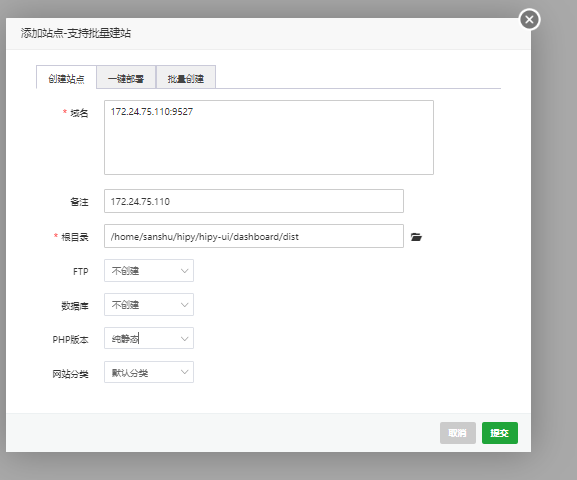 添加站点-支持批量建站
创建站点 一键部署 批量创建
* 域名 172.24.75.110:9527
备注 172.24.75.110
* 根目录 /home/sanshu/hipy/hipy-ui/dashboard/dist
FTP 不创建
数据库 不创建
PHP版本 纯静态
网站分类 默认分类
取消 提交